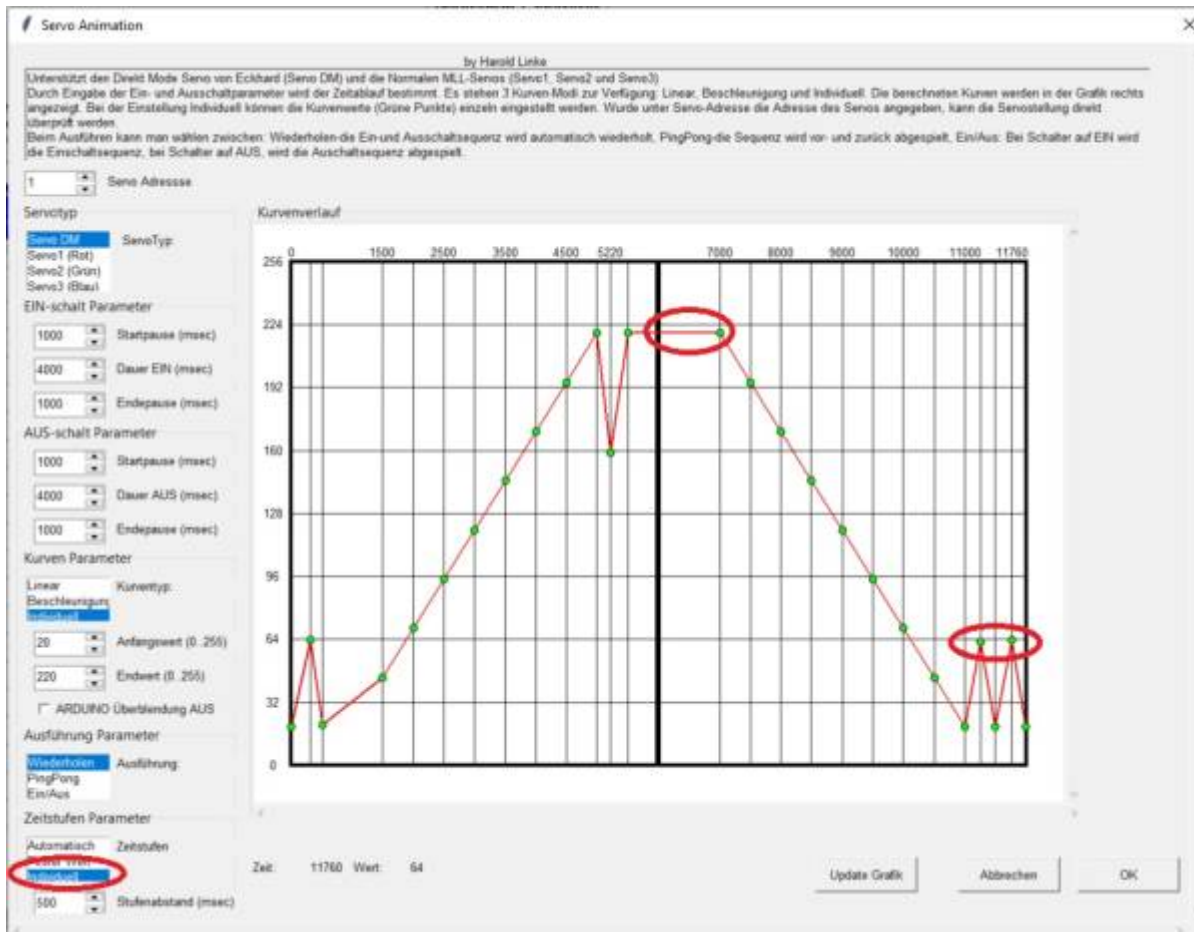 Servo Animation
by Harold Linke
Unterstützt den Direkt Mode Servo von Eckhard (Servo DM) und die Normalen MLL-Servos (Servo1, Servo2 und Servo3)
Durch Eingabe der Ein- und Ausschaltparameter wird der Zeitablauf bestimmt. Es stehen 3 Kurven-Modi zur Verfügung: Linear, Beschleunigung und Individuell. Die berechneten Kurven werden in der Grafik rechts
angezeigt. Bei der Einstellung Individuell können die Kurvenwerte (Grüne Punkte) einzeln eingestellt werden. Wurde unter Servo-Adresse die Adresse des Servos angegeben, kann die Servostellung direkt
überprüft werden.
Beim Ausführen kann man wählen zwischen: Wiederholen-die Ein-und Ausschaltsequenz wird automatisch wiederholt, PingPong-die Sequenz wird vor- und zurück abgespielt, Ein/Aus: Bei Schalter auf EIN wird
die Einschaltsequenz, bei Schalter auf AUS, wird die Auschaltsequenz abgespielt.
1 Servo Adressse
Servotyp
Servo DM ServoTyp:
Servo1 (Rot)
Servo2 (Grün)
Servo3 (Blau)
EIN-schalt Parameter
1000 Startpause (msec)
4000 Dauer EIN (msec)
1000 Endepause (msec)
AUS-schalt Parameter
1000 Startpause (msec)
4000 Dauer AUS (msec)
1000 Endepause (msec)
Kurven Parameter
Linear Kurventyp:
Beschleunigung
Individuell
20 Anfangswert (0..255)
220 Endwert (0..255)
ARDUINO Überblendung AUS
Ausführung Parameter
Wiederholen Ausführung:
PingPong
Ein/Aus
Zeitstufen Parameter
Automatisch Zeitstufen
Individuell
500 Stufenabstand (msec)
Kurvenverlauf
0 1500 2500 3500 4500 5220 7000 8000 9000 10000 11000 11760
256
224
192
160
128
96
64
32
0
Zeit: 11760 Wert: 64
Update Grafik Abbrechen OK